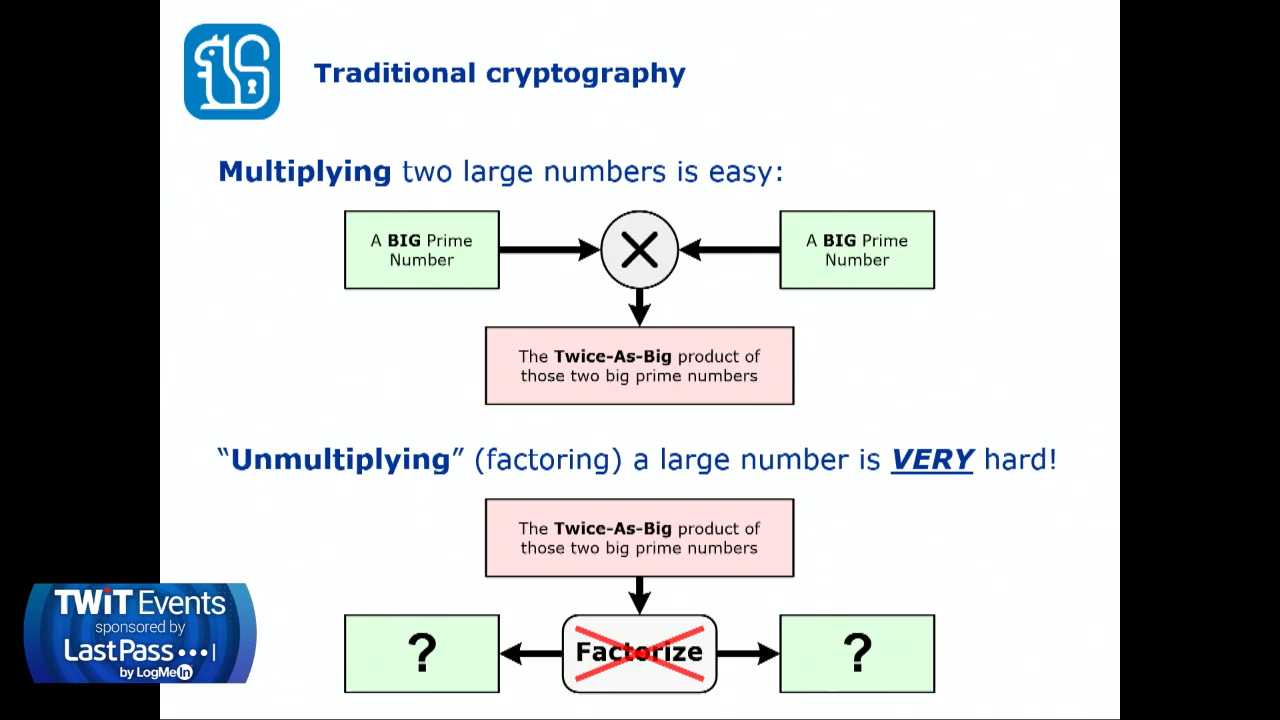 Traditional cryptography
Multiplying two large numbers is easy:
A BIG Prime
Number
A BIG Prime
Number
The Twice-As-Big product of
those two big prime numbers
“Unmultiplying” (factoring) a large number is VERY hard!
The Twice-As-Big product of
those two big prime numbers
?
Factorize
?
TWiT Events
sponsored by
LastPass •••|
by LogMeIn